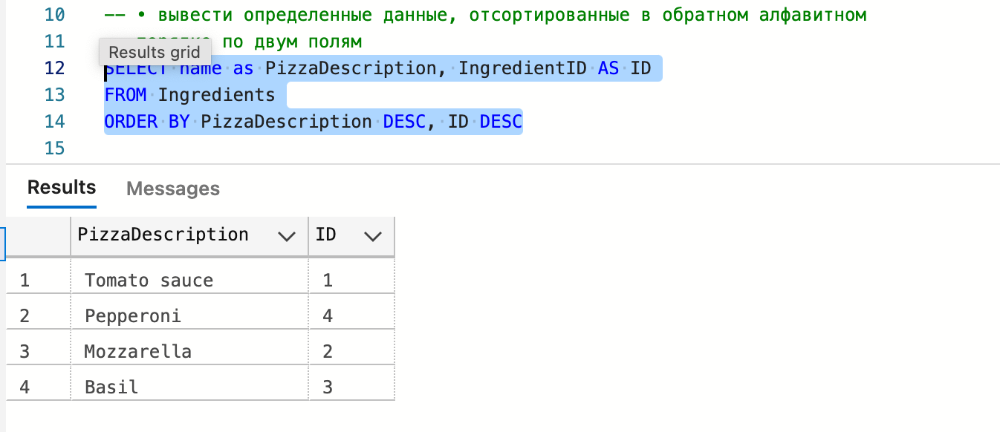 10 -- • вывести определенные данные, отсортированные в обратном алфавитном
11 по двум полям
Results grid
12 SELECT name as PizzaDescription, IngredientID AS ID
13 FROM Ingredients
14 ORDER BY PizzaDescription DESC, ID DESC
15
Results Messages
PizzaDescription ID
1 Tomato sauce 1
2 Pepperoni 4
3 Mozzarella 2
4 Basil 3